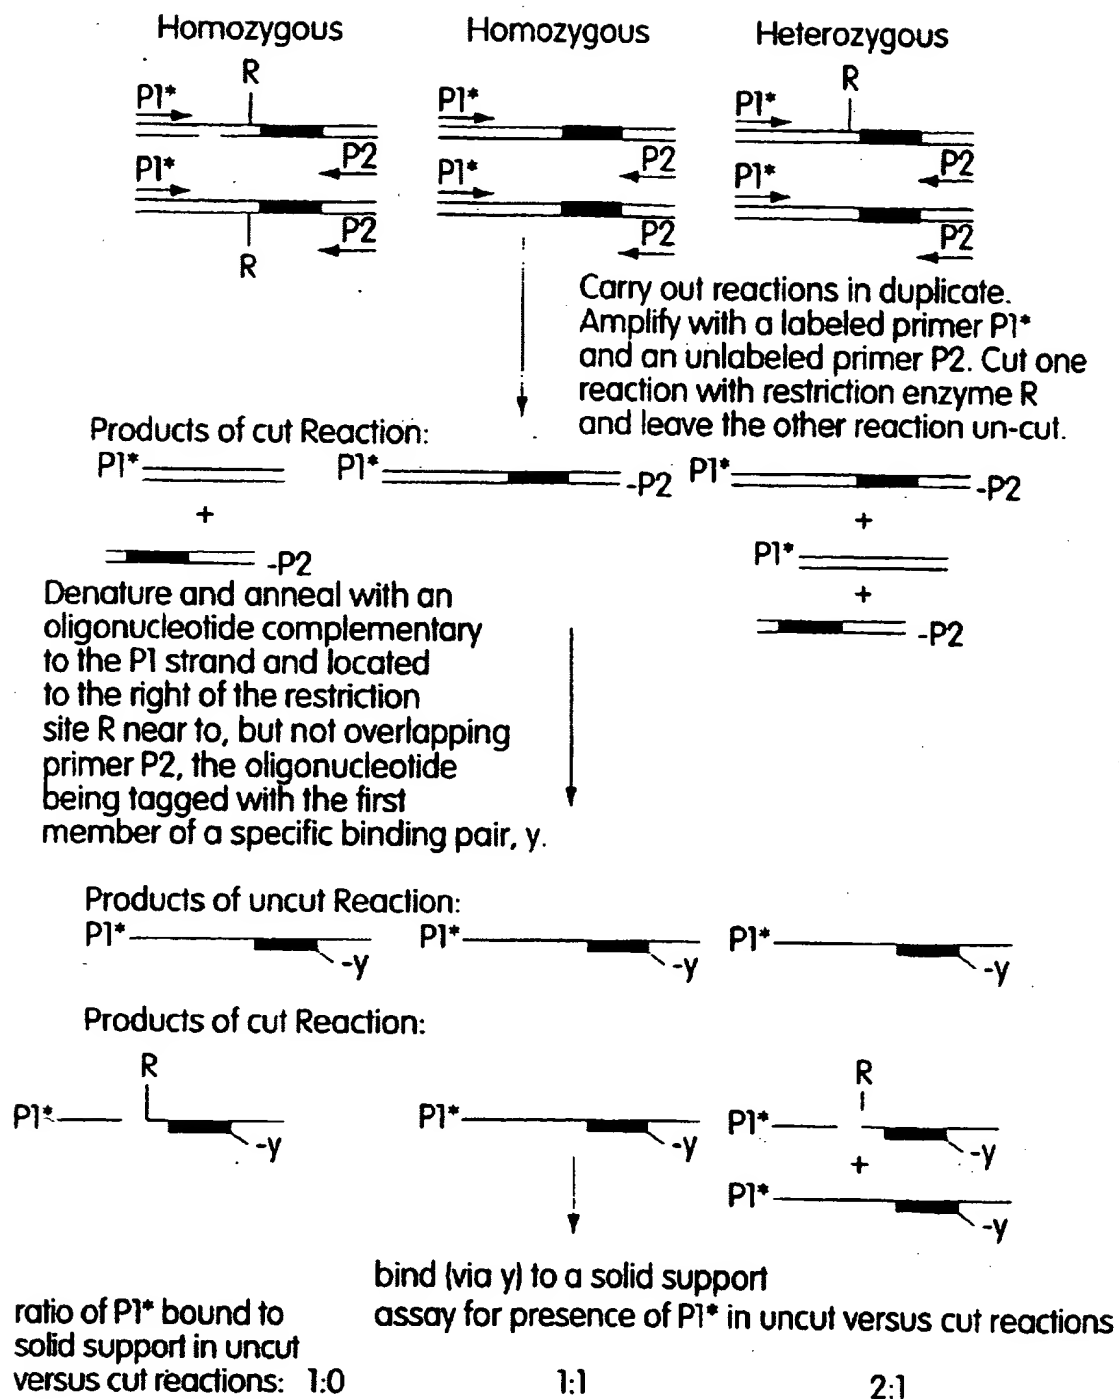 Homozygous Homozygous Heterozygous
R R
P1* P1* P1*
P2 P2 P2
P1* P1* P1*
P2 P2 P2
R
Carry out reactions in duplicate.
Amplify with a labeled primer P1*
and an unlabeled primer P2. Cut one
reaction with restriction enzyme R
and leave the other reaction un-cut.
Products of cut Reaction:
P1* P1* -P2 P1* -P2
+ +
P1*
-P2 +
-P2
Denature and anneal with an
oligonucleotide complementary
to the P1 strand and located
to the right of the restriction
site R near to, but not overlapping
primer P2, the oligonucleotide
being tagged with the first
member of a specific binding pair, y.
Products of uncut Reaction:
P1* P1* P1*
-y -y -y
Products of cut Reaction:
R R
P1* P1* P1*
-y -y -y
+
P1*
-y
bind (via y) to a solid support
assay for presence of P1* in uncut versus cut reactions
ratio of P1* bound to
solid support in uncut
versus cut reactions: 1:0 1:1 2:1